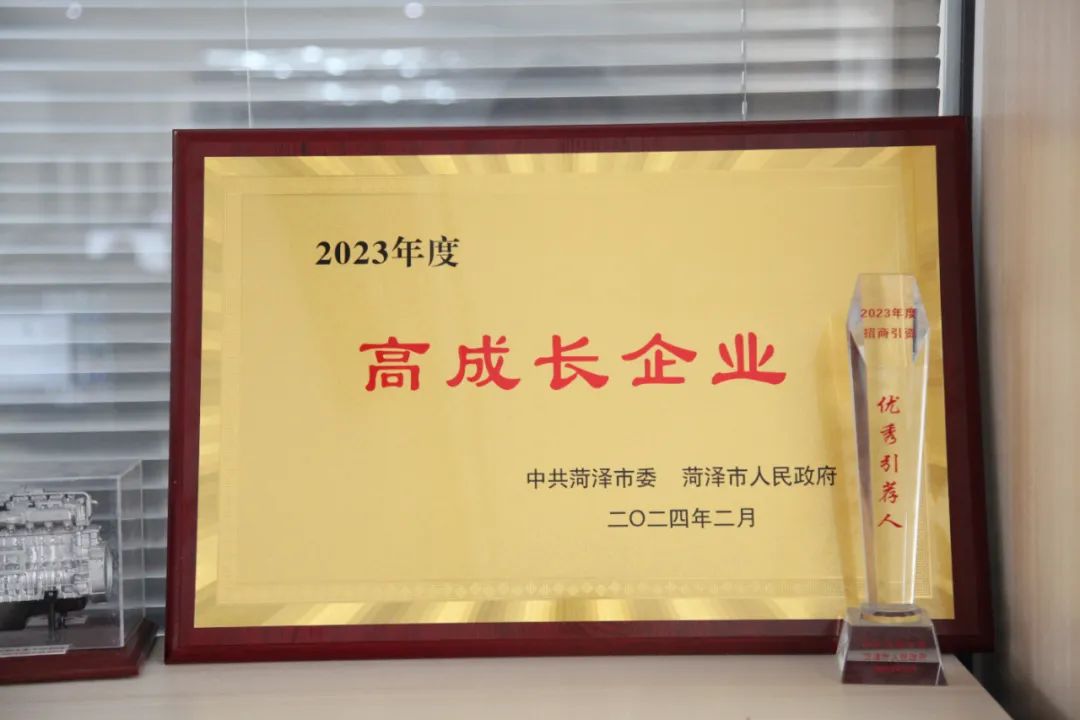 2023年度
高成长企业
中共菏泽市委 菏泽市人民政府
二〇二四年二月
2023年度
招商引资
优秀引荐人